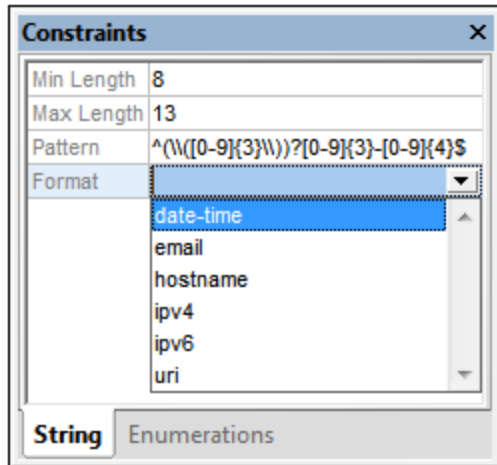 Constraints
Min Length 8
Max Length 13
Pattern ^(\\([0-9]{3}\\))?[0-9]{3}-[0-9]{4}$
Format
date-time
email
hostname
ipv4
ipv6
uri
String Enumerations